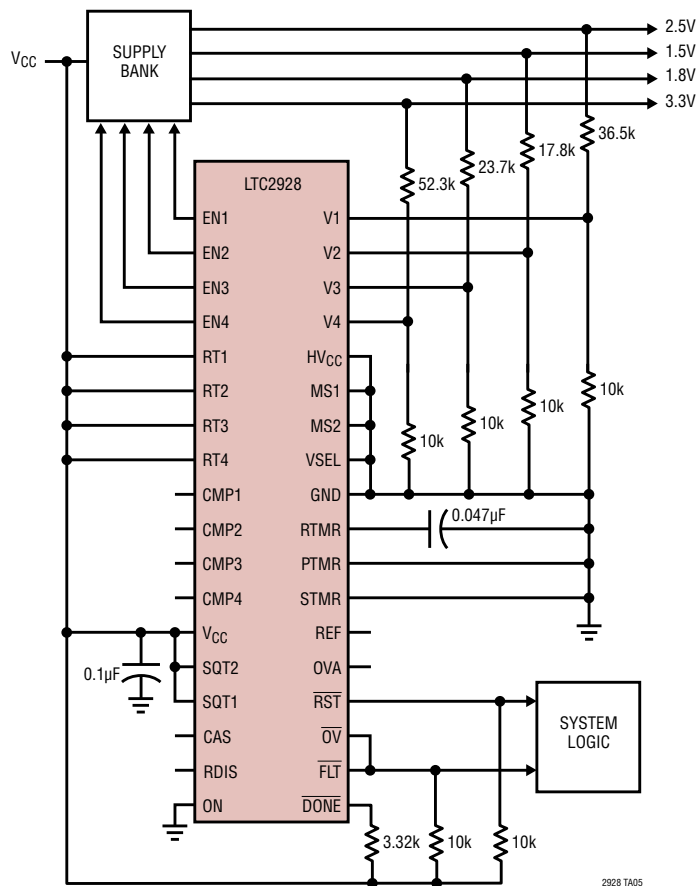 VCC
SUPPLY
BANK
2.5V
1.5V
1.8V
3.3V
52.3k
23.7k
17.8k
36.5k
LTC2928
EN1
EN2
EN3
EN4
RT1
RT2
RT3
RT4
CMP1
CMP2
CMP3
CMP4
VCC
SQT2
SQT1
CAS
RDIS
ON
V1
V2
V3
V4
HVCC
MS1
MS2
VSEL
GND
RTMR
PTMR
STMR
REF
OVA
RST
OV
FLT
DONE
10k
10k
10k
10k
0.047µF
0.1µF
SYSTEM
LOGIC
3.32k
10k
10k
2928 TA05